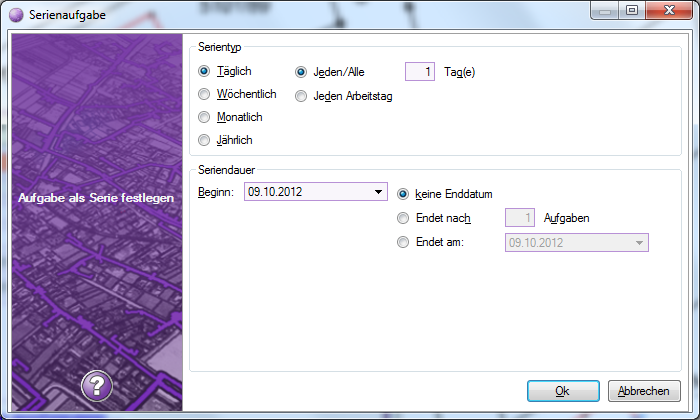 Serienaufgabe
Aufgabe als Serie festlegen
?
Serientyp
Täglich
Wöchentlich
Monatlich
Jährlich
Jeden/Alle 1 Tag(e)
Jeden Arbeitstag
Seriendauer
Beginn: 09.10.2012
keine Enddatum
Endet nach 1 Aufgaben
Endet am: 09.10.2012
Ok Abbrechen